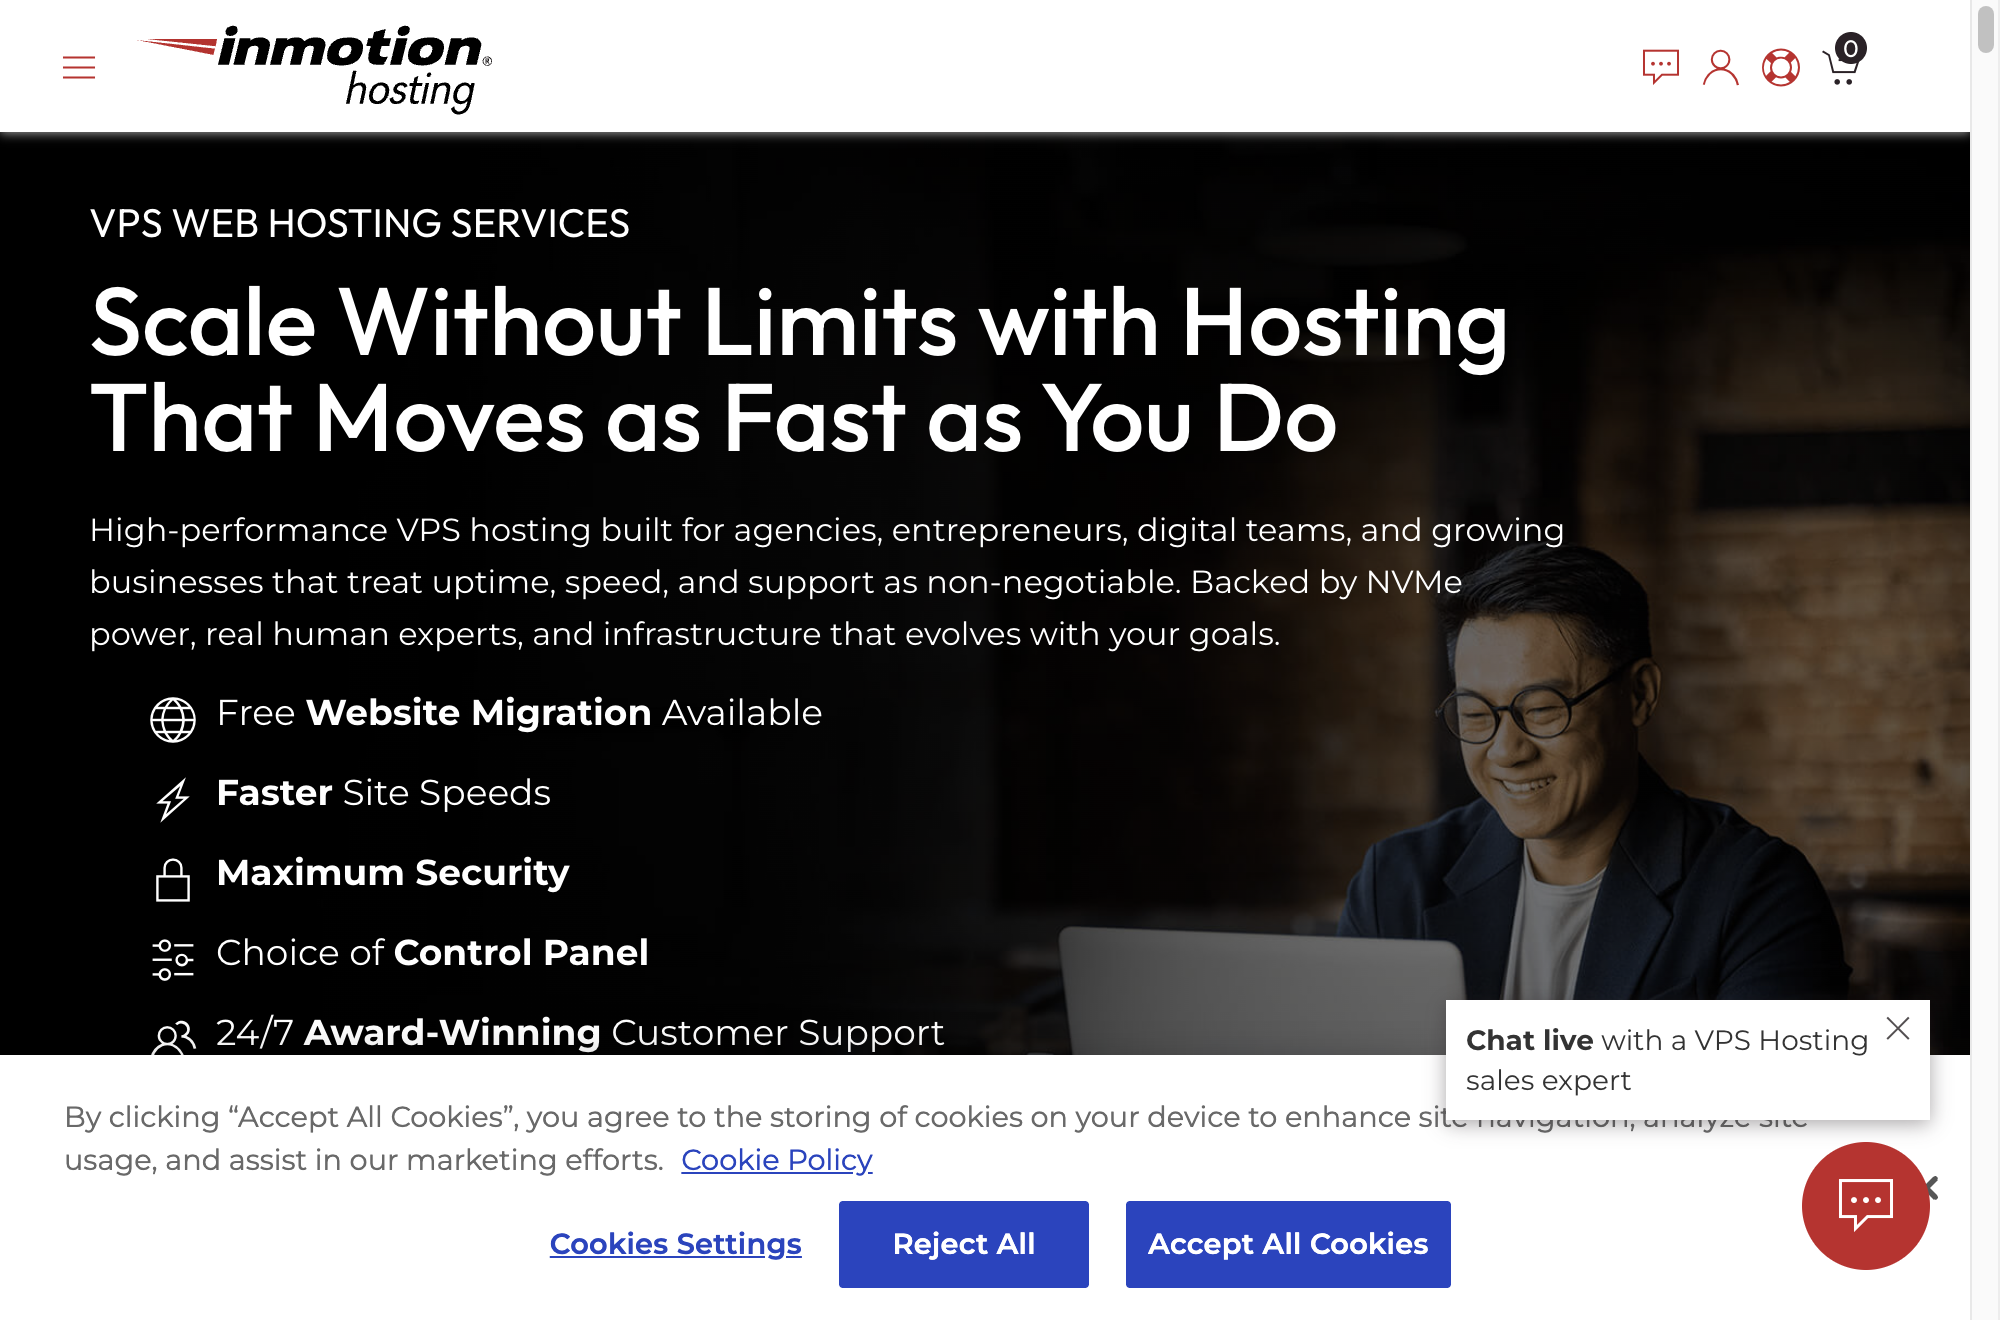 inmotion®
hosting
0
VPS WEB HOSTING SERVICES
Scale Without Limits with Hosting
That Moves as Fast as You Do
High-performance VPS hosting built for agencies, entrepreneurs, digital teams, and growing
businesses that treat uptime, speed, and support as non-negotiable. Backed by NVMe
power, real human experts, and infrastructure that evolves with your goals.
Free Website Migration Available
Faster Site Speeds
Maximum Security
Choice of Control Panel
24/7 Award-Winning Customer Support
Chat live with a VPS Hosting
sales expert
By clicking “Accept All Cookies”, you agree to the storing of cookies on your device to enhance site navigation, analyze site
usage, and assist in our marketing efforts. Cookie Policy
Cookies Settings
Reject All
Accept All Cookies